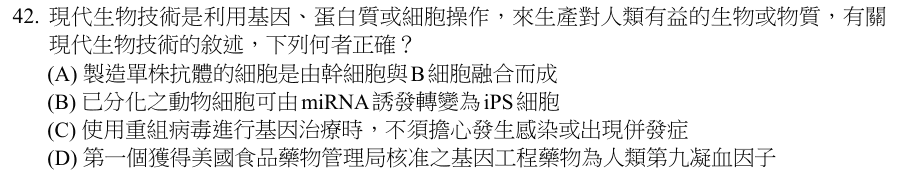 42. 現代生物技術是利用基因、蛋白質或細胞操作，來生產對人類有益的生物或物質，有關
現代生物技術的敘述，下列何者正確？
(A) 製造單株抗體的細胞是由幹細胞與B細胞融合而成
(B) 已分化之動物細胞可由miRNA誘發轉變為iPS細胞
(C) 使用重組病毒進行基因治療時，不須擔心發生感染或出現併發症
(D) 第一個獲得美國食品藥物管理局核准之基因工程藥物為人類第九凝血因子